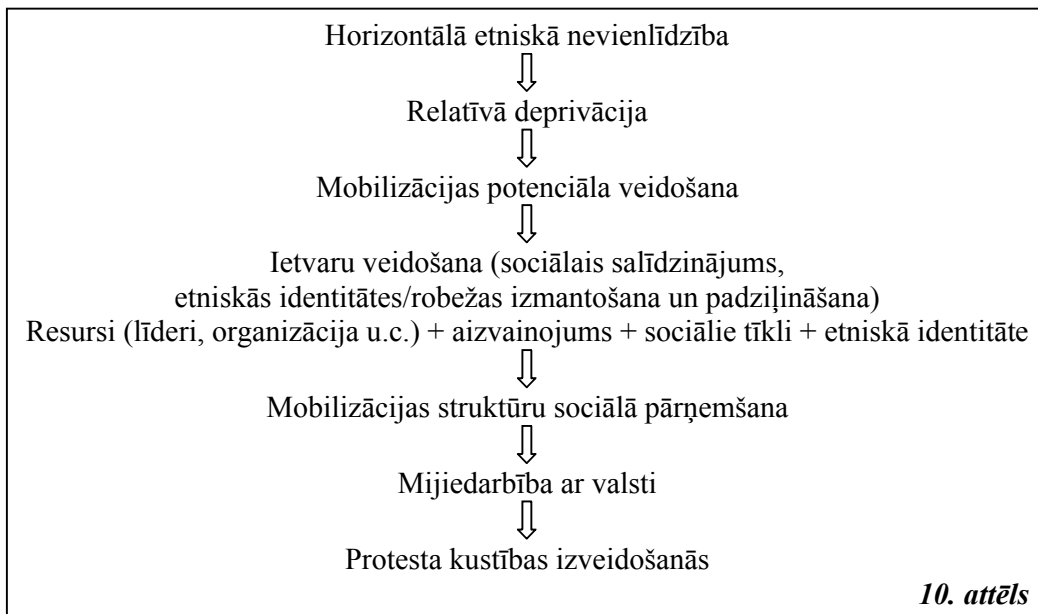 Horizontālā etniskā nevienlīdzība
Relatīvā deprivācija
Mobilizācijas potenciāla veidošana
Ietvaru veidošana (sociālais salīdzinājums,
etniskās identitātes/robežas izmantošana un padziļināšana)
Resursi (līderi, organizācija u.c.) + aizvainojums + sociālie tīkli + etniskā identitāte
Mobilizācijas struktūru sociālā pārņemšana
Mijiedarbība ar valsti
Protesta kustības izveidošanās
10. attēls